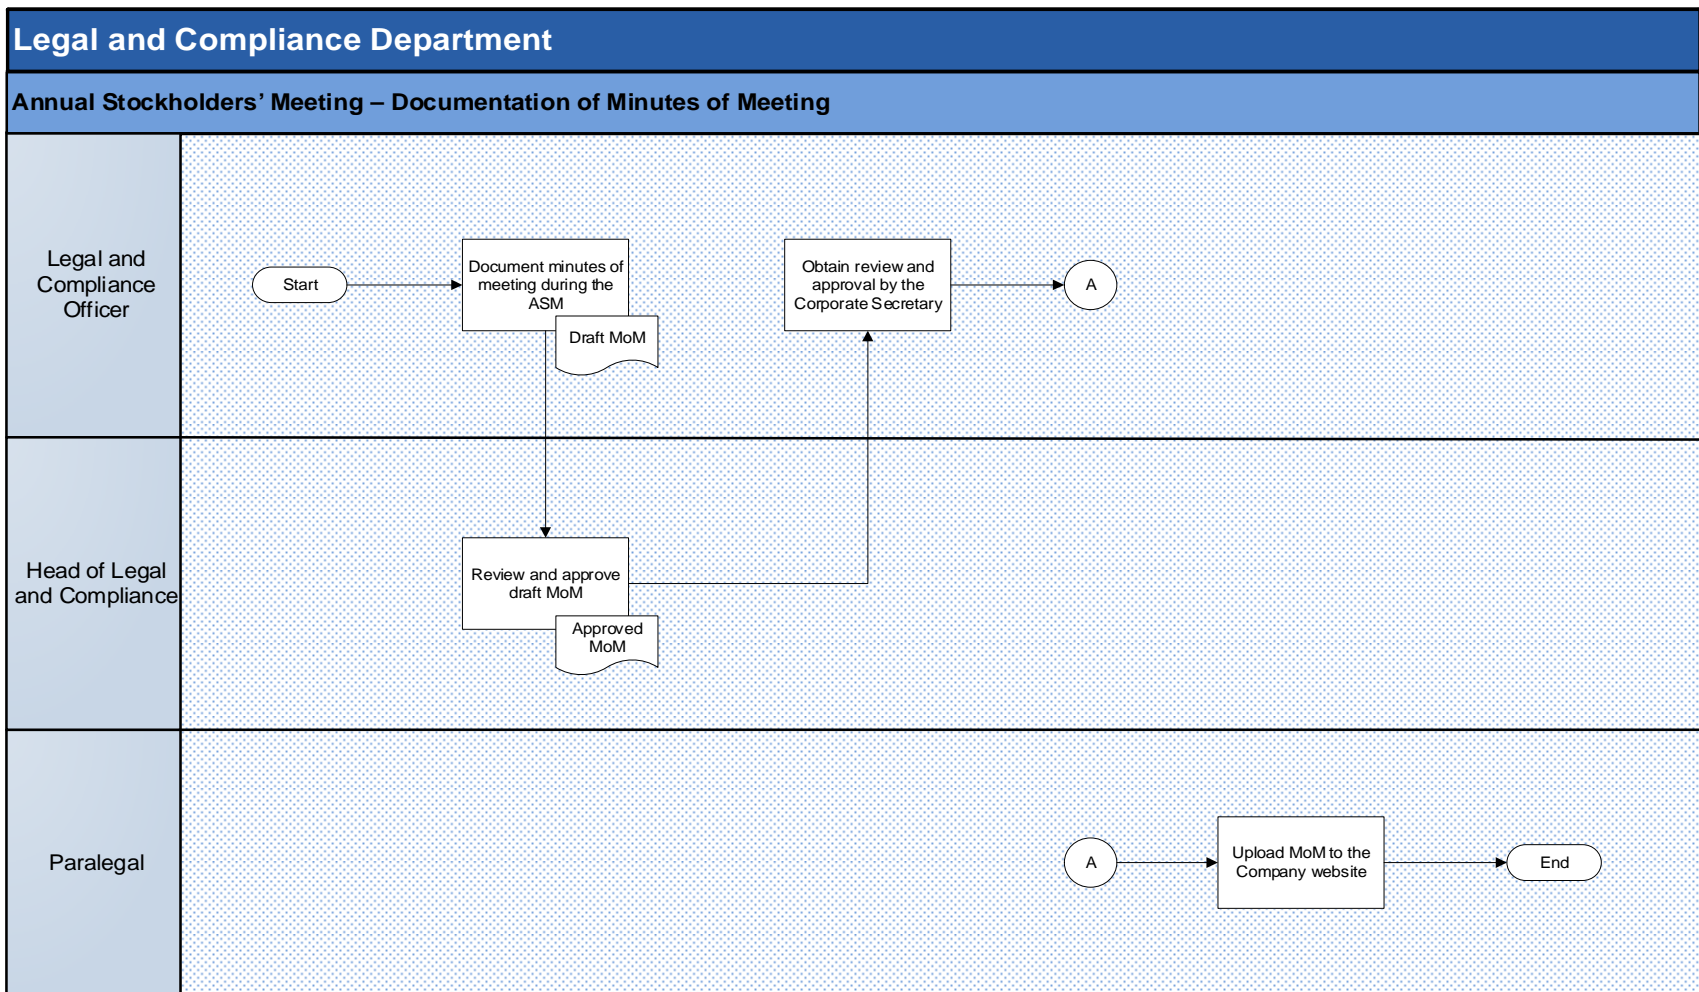 Legal and Compliance Department
Annual Stockholders’ Meeting – Documentation of Minutes of Meeting
Legal and
Compliance
Officer
Start
Document minutes of
meeting during the
ASM
Draft MoM
Obtain review and
approval by the
Corporate Secretary
A
Head of Legal
and Compliance
Review and approve
draft MoM
Approved
MoM
Paralegal
A
Upload MoM to the
Company website
End